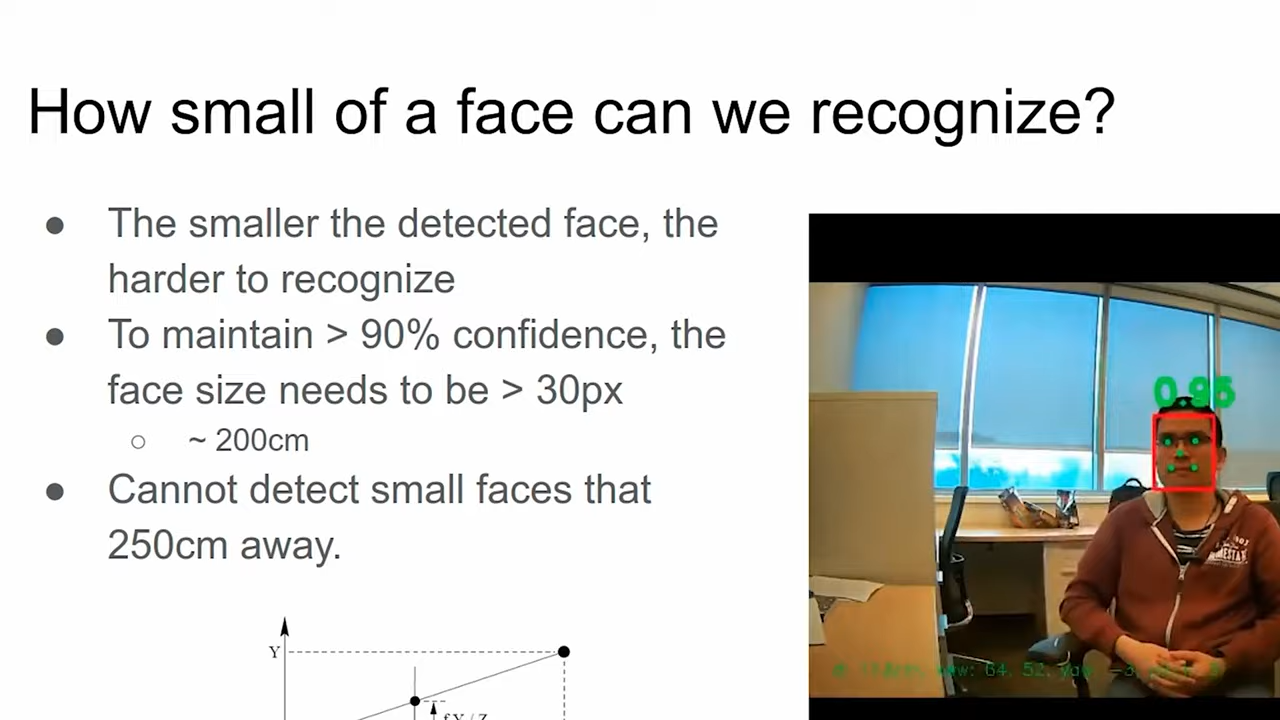 How small of a face can we recognize?
● The smaller the detected face, the
harder to recognize
● To maintain > 90% confidence, the
face size needs to be > 30px
○ ~ 200cm
● Cannot detect small faces that
250cm away.
0.95
Y
f Y / Z